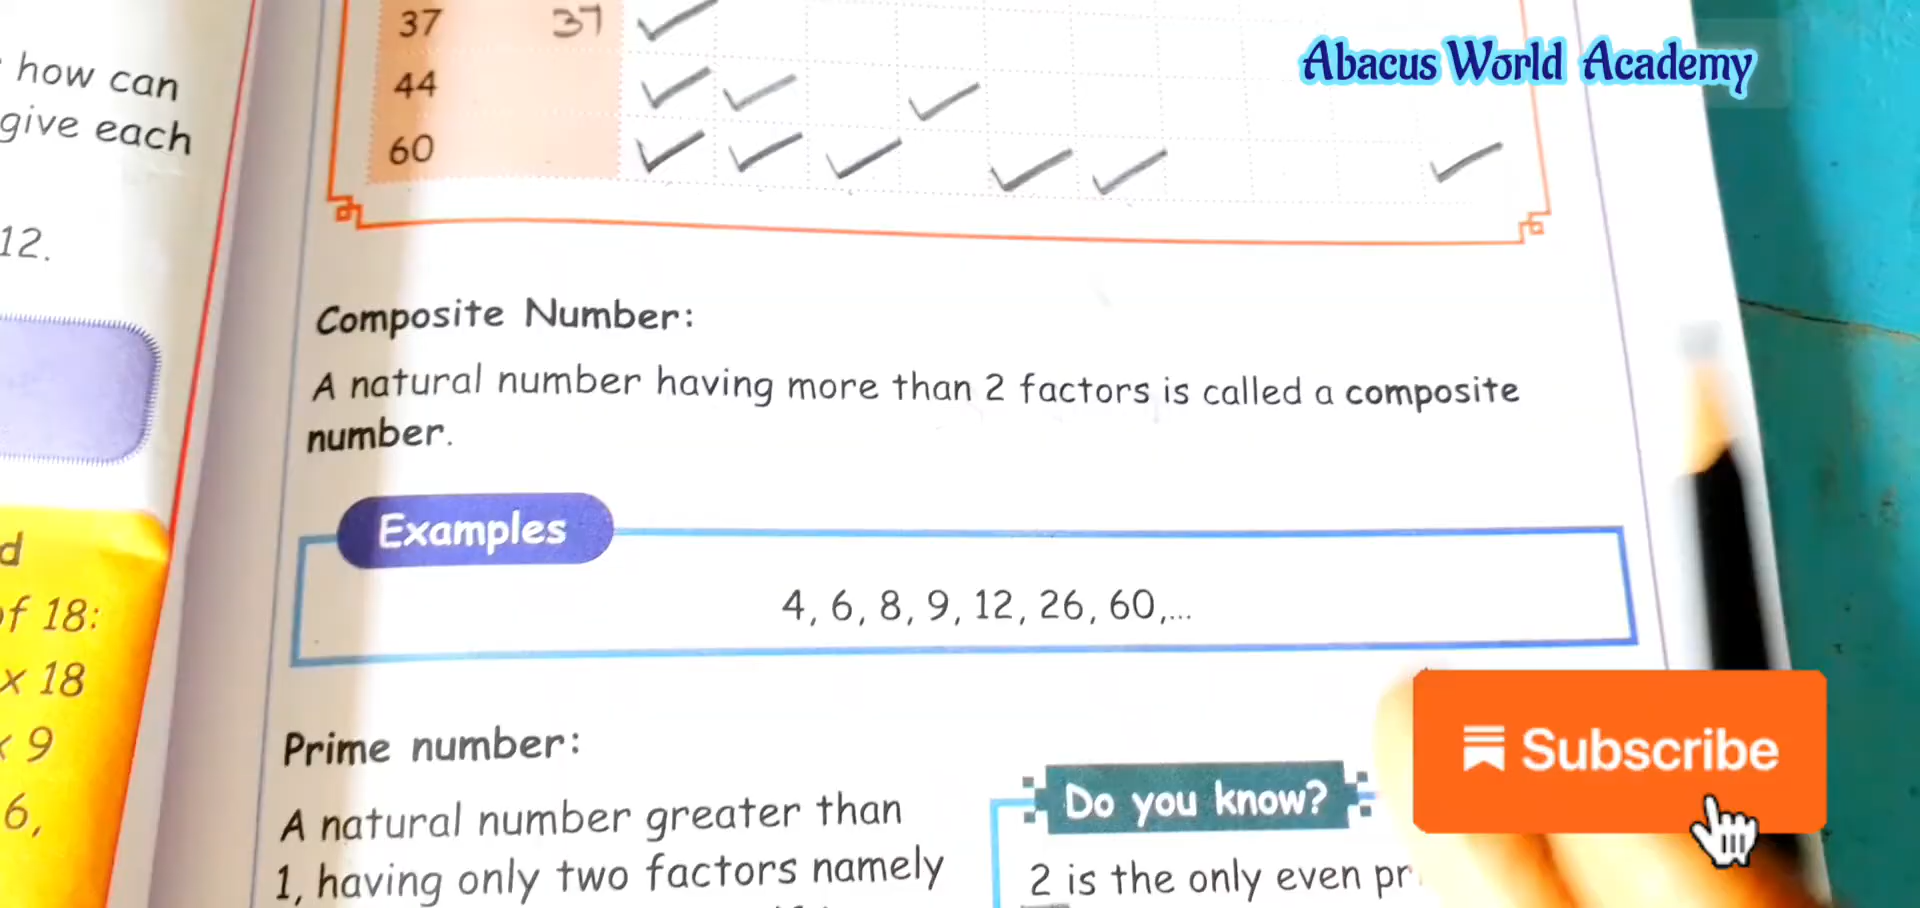 how can
give each
12.
d
of 18:
x 18
x 9
6,
37 37
44
60
Abacus World Academy
Composite Number:
A natural number having more than 2 factors is called a composite
number.
Examples
4, 6, 8, 9, 12, 26, 60,...
Prime number:
A natural number greater than
1, having only two factors namely
Do you know?
2 is the only even
Subscribe